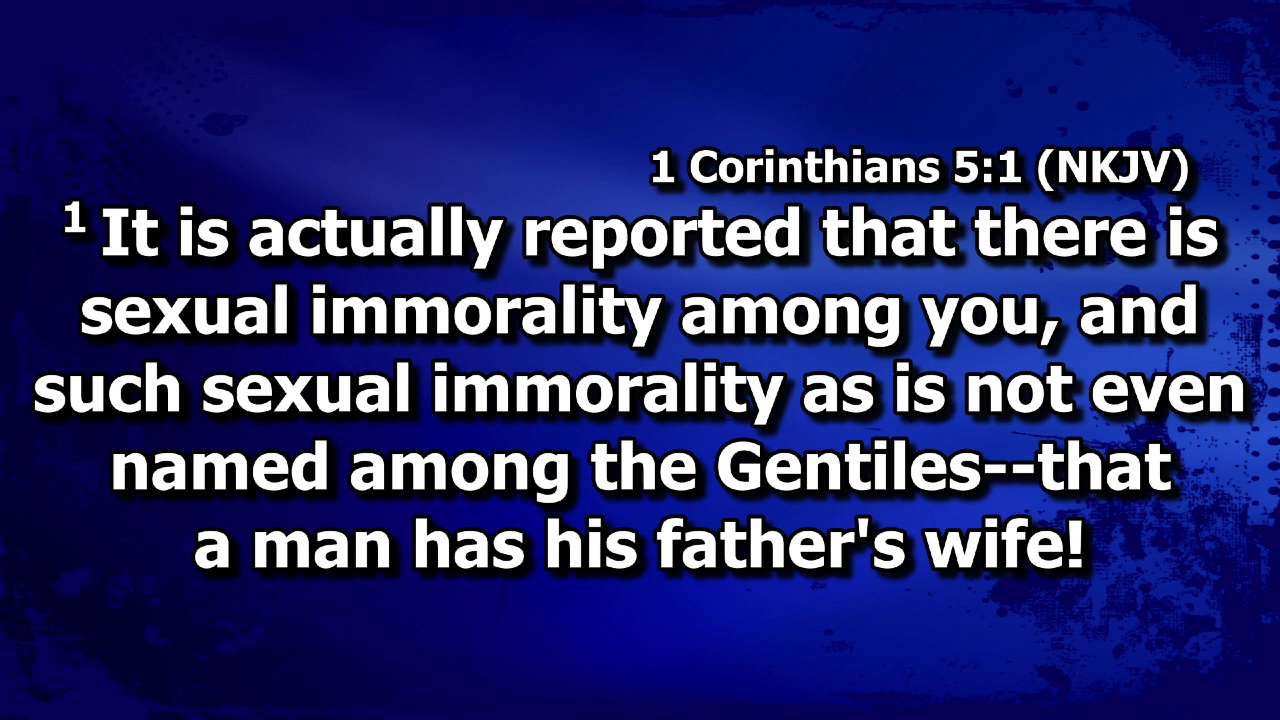 1 Corinthians 5:1 (NKJV)
1 It is actually reported that there is
sexual immorality among you, and
such sexual immorality as is not even
named among the Gentiles--that
a man has his father's wife!